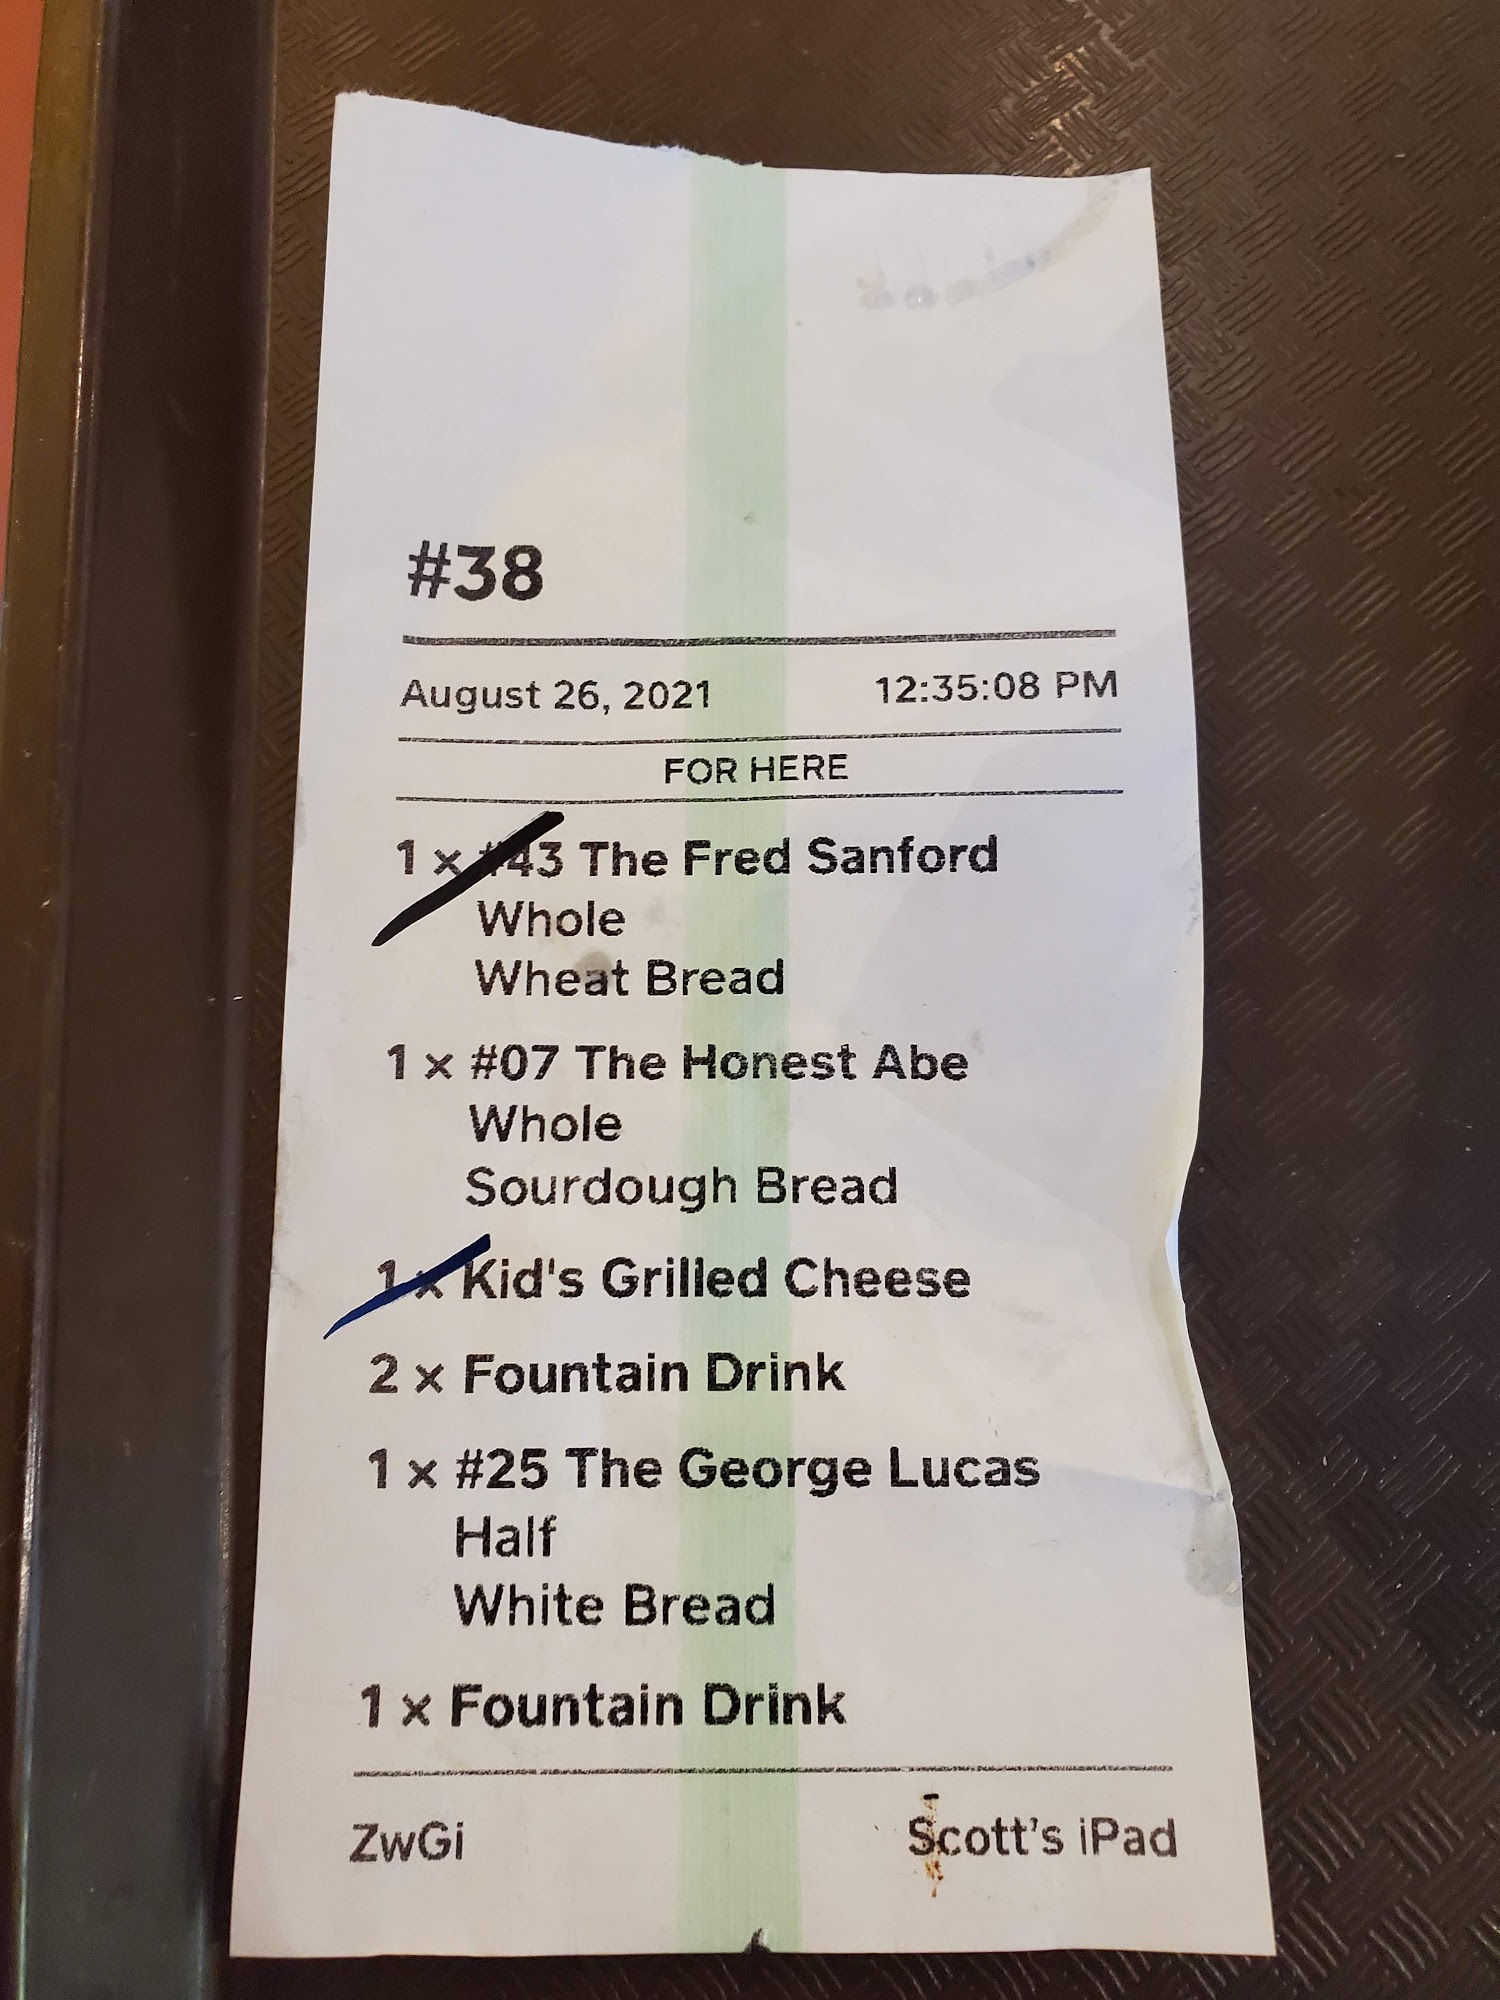 #38
August 26, 2021 12:35:08 PM
FOR HERE
1 x #43 The Fred Sanford
Whole
Wheat Bread
1 x #07 The Honest Abe
Whole
Sourdough Bread
1 x Kid's Grilled Cheese
2 x Fountain Drink
1 x #25 The George Lucas
Half
White Bread
1 x Fountain Drink
ZwGi Scott's iPad